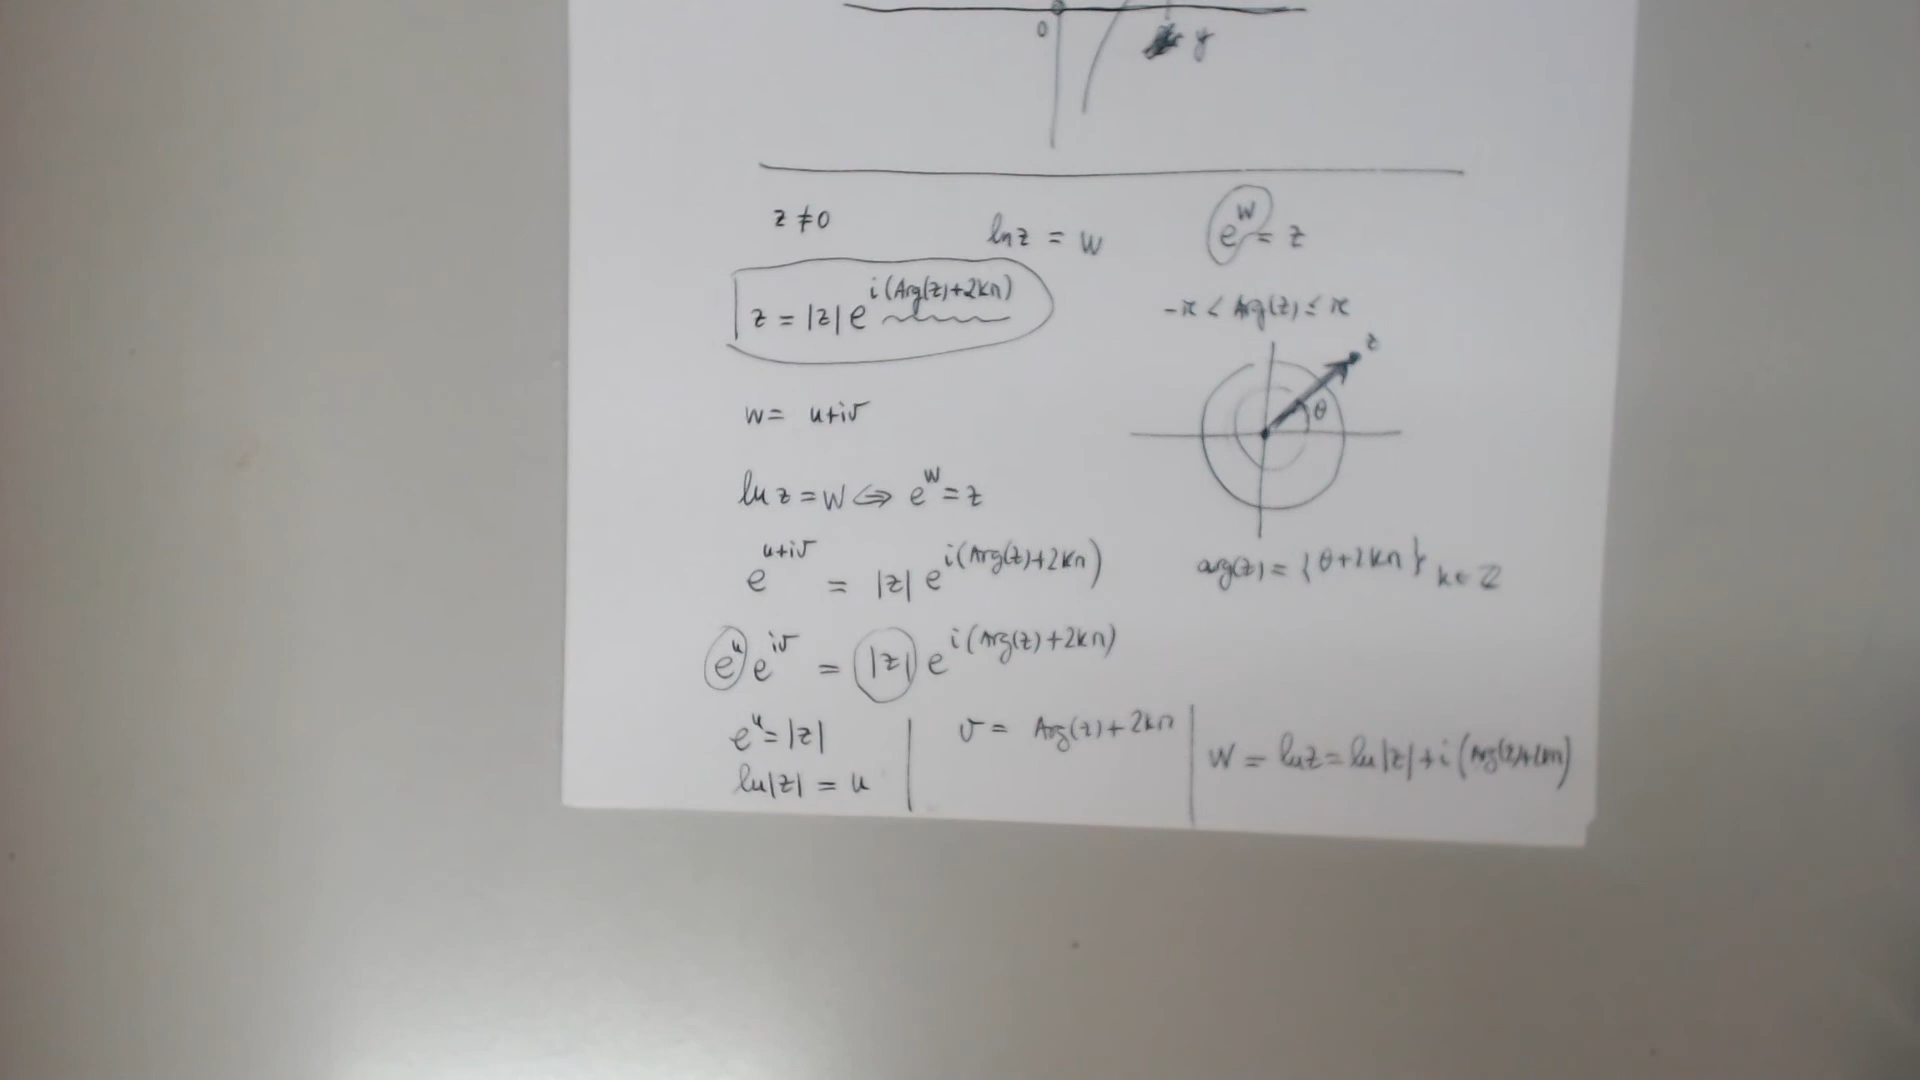 0 y
z ≠ 0
ln z = w
e^w = z
z = |z| e^{i(Arg(z)+2kπ)}
-π < Arg(z) ≤ π
z
θ
w = u+iv
ln z = w ⇔ e^w = z
e^{u+iv} = |z| e^{i(Arg(z)+2kπ)}
arg(z) = {θ+2kπ}_{k∈ℤ}
e^u e^{iv} = |z| e^{i(Arg(z)+2kπ)}
e^u = |z|
ln|z| = u
v = Arg(z)+2kπ
w = ln z = ln|z| + i(Arg(z)+2kπ)